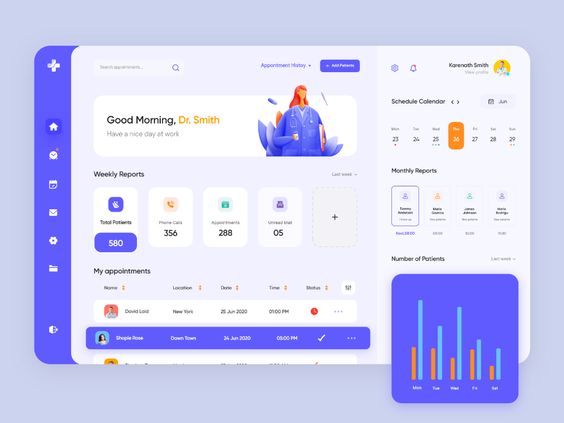 Search appointments...
Appointment Histoy
← Add Patients
Karenath Smith
View profile
Good Morning, Dr. Smith
Have a nice day at work
Schedule Calendar
Jun
Mon Tue Wed Thu Fri Sat Sun
23 24 25 26 27 28 29
Weekly Reports
Last week
Total Patients
580
Phone Calls
356
Appointments
288
Unread Mail
05
+
Monthly Reports
Tommy
Anderson
Maria
James
Johnson
Maria
My appointments
Name Location Date Time Status
David Laid New York 25 Jun 2020 01:00 PM
Shopie Rose Down Town 24 Jun 2020 03:00 PM
Number of Patients
Last week
Mon Tue Wed Fri Sat